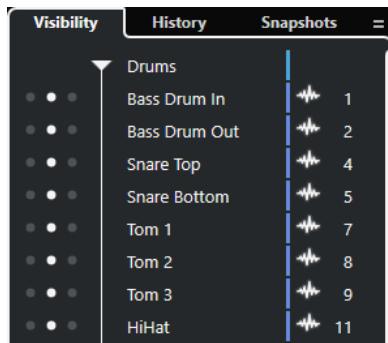 Visibility History Snapshots
Drums
Bass Drum In 1
Bass Drum Out 2
Snare Top 4
Snare Bottom 5
Tom 1 7
Tom 2 8
Tom 3 9
HiHat 11